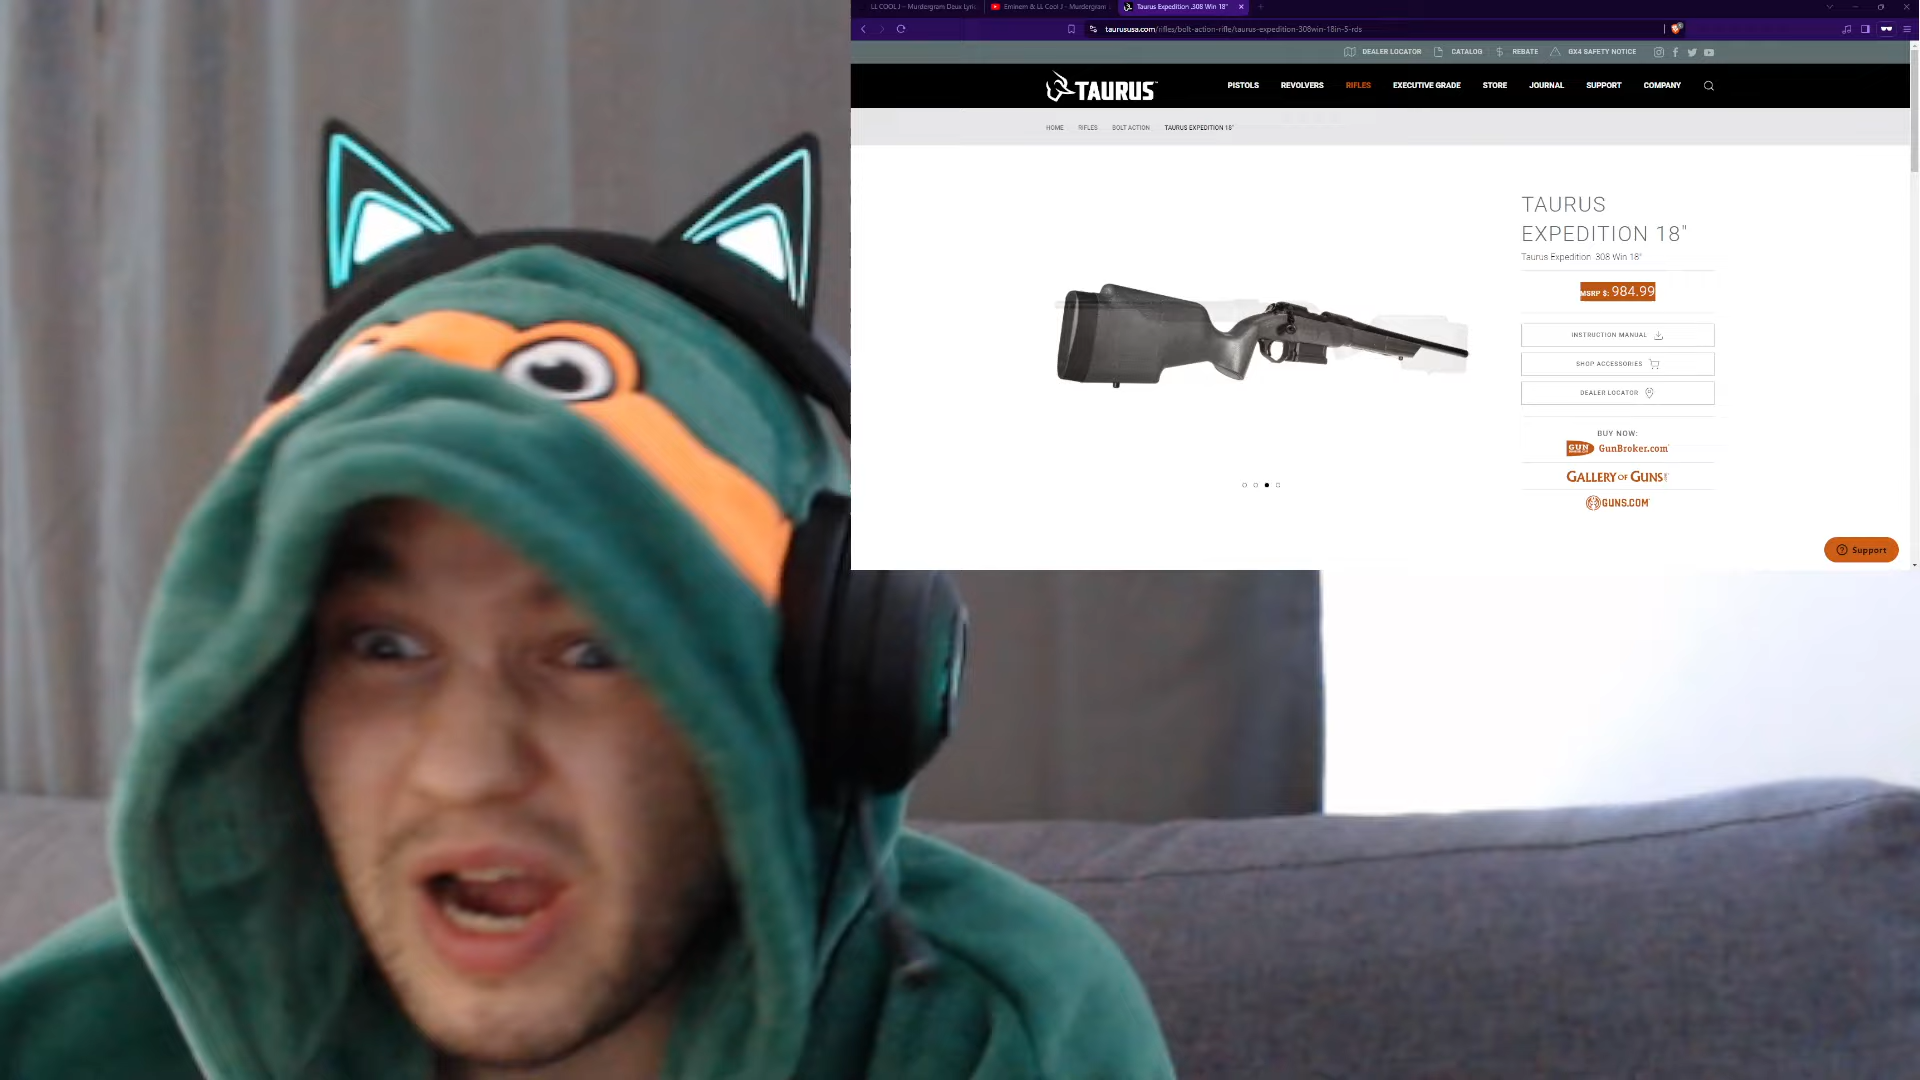 LL COOL J – Murdergram Deux Lyri
Eminem & LL Cool J - Murdergram
Taurus Expedition .308 Win 18"
taurususa.com/rifles/bolt-action-rifle/taurus-expedition-308win-18in-5-rds
DEALER LOCATOR
CATALOG
REBATE
GX4 SAFETY NOTICE
TAURUS
PISTOLS
REVOLVERS
RIFLES
EXECUTIVE GRADE
STORE
JOURNAL
SUPPORT
COMPANY
HOME
RIFLES
BOLT ACTION
TAURUS EXPEDITION 18"
TAURUS
EXPEDITION 18"
Taurus Expedition .308 Win 18"
MSRP $: 984.99
INSTRUCTION MANUAL
SHOP ACCESSORIES
DEALER LOCATOR
BUY NOW:
GUN GunBroker.com
GALLERY OF GUNS
GUNS.COM
Support